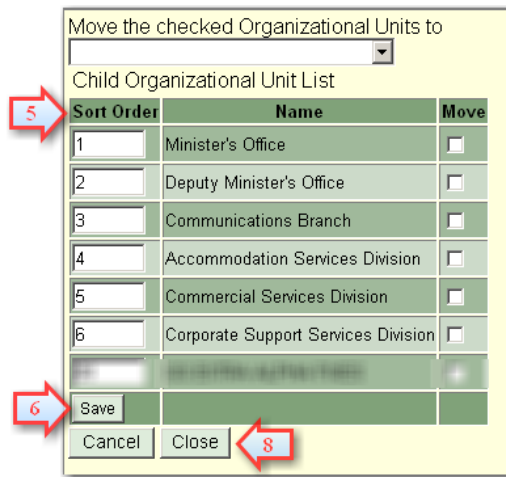 Move the checked Organizational Units to
Child Organizational Unit List
5 Sort Order Name Move
1 Minister's Office
2 Deputy Minister's Office
3 Communications Branch
4 Accommodation Services Division
5 Commercial Services Division
6 Corporate Support Services Division
6 Save
Cancel Close 8